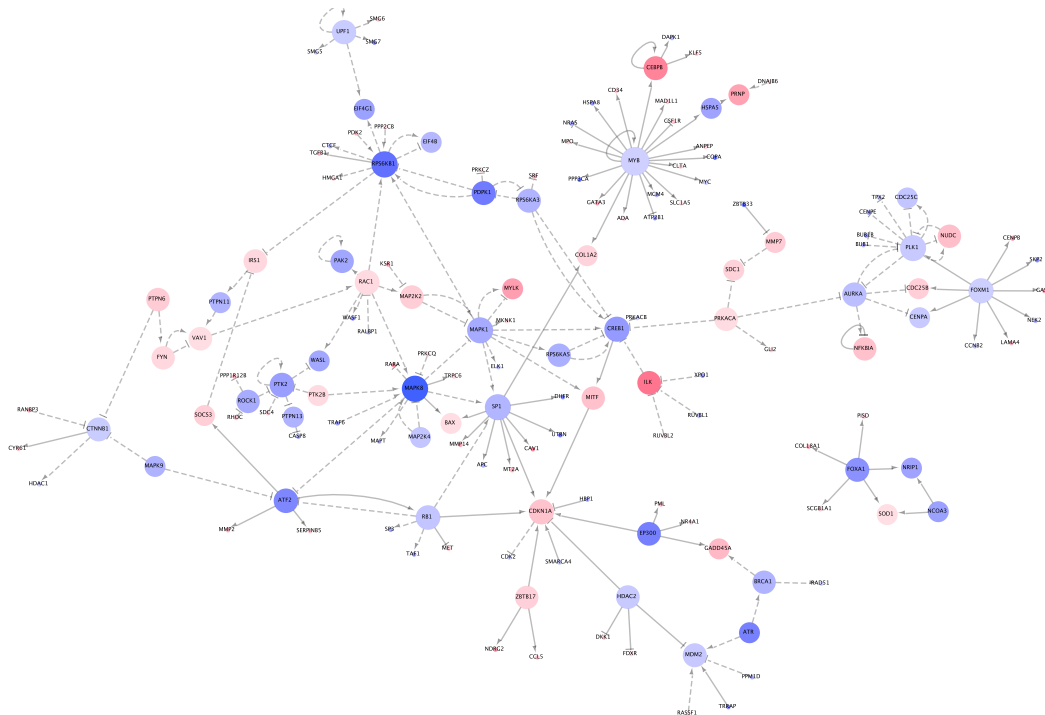 SMG6
UPF1
SMG7
SMG5
DAPK1
KLF5
CEBPB
DNAJB6
CD34
PRNP
HSPA8
MAD1L1
HSPA5
EIF4G1
CSF1R
NRAS
PPP2CB
PDK2
EIF4B
MPO
ANPEP
CTCF
TGFB1
COPA
RPS6KB1
MYB
CLTA
PRKCZ
SRF
HMGA1
PPP3CA
MYC
PDPK1
RPS6KA3
MCM4
SLC1A5
GATA3
ADA
ATP2B1
TPX2
CDC25C
ZBTB33
CENPE
BUB1B
NUDC
CENPB
BUB1
PLK1
MMP7
IRS1
PAK2
KSR1
COL1A2
SDC1
SKP2
RAC1
MYLK
FOXM1
PTPN6
MAP2K2
AURKA
CDC25B
PTPN11
WASF1
MKNK1
PRKACB
PRKACA
CENPA
NEK2
RALBP1
MAPK1
CREB1
VAV1
LAMA4
FYN
GLI2
NFKBIA
CCNB2
PRKCQ
RPS6KA5
WASL
RARA
ELK1
PPP1R12B
TRPC6
XPO1
PTK2
MAPK8
ILK
PTK2B
ROCK1
DHFR
MITF
RHOC
SDC4
SP1
RUVBL1
SOCS3
PTPN13
TRAF6
BAX
PISD
RANBP3
CTNNB1
CASP8
MAP2K4
UTRN
RUVBL2
MAPT
MMP14
CAV1
CYR61
COL18A1
MAPK9
APC
MT2A
FOXA1
NRIP1
HDAC1
ATF2
HBP1
PML
SCGB1A1
CDKN1A
SOD1
NCOA3
RB1
NR4A1
MMP2
SERPINB5
SP3
EP300
TAF1
MET
CDK2
GADD45A
SMARCA4
BRCA1
RAD51
ZBTB17
HDAC2
ATR
DKK1
NDRG2
FDXR
MDM2
CCL5
PPM1D
TRRAP
RASSF1